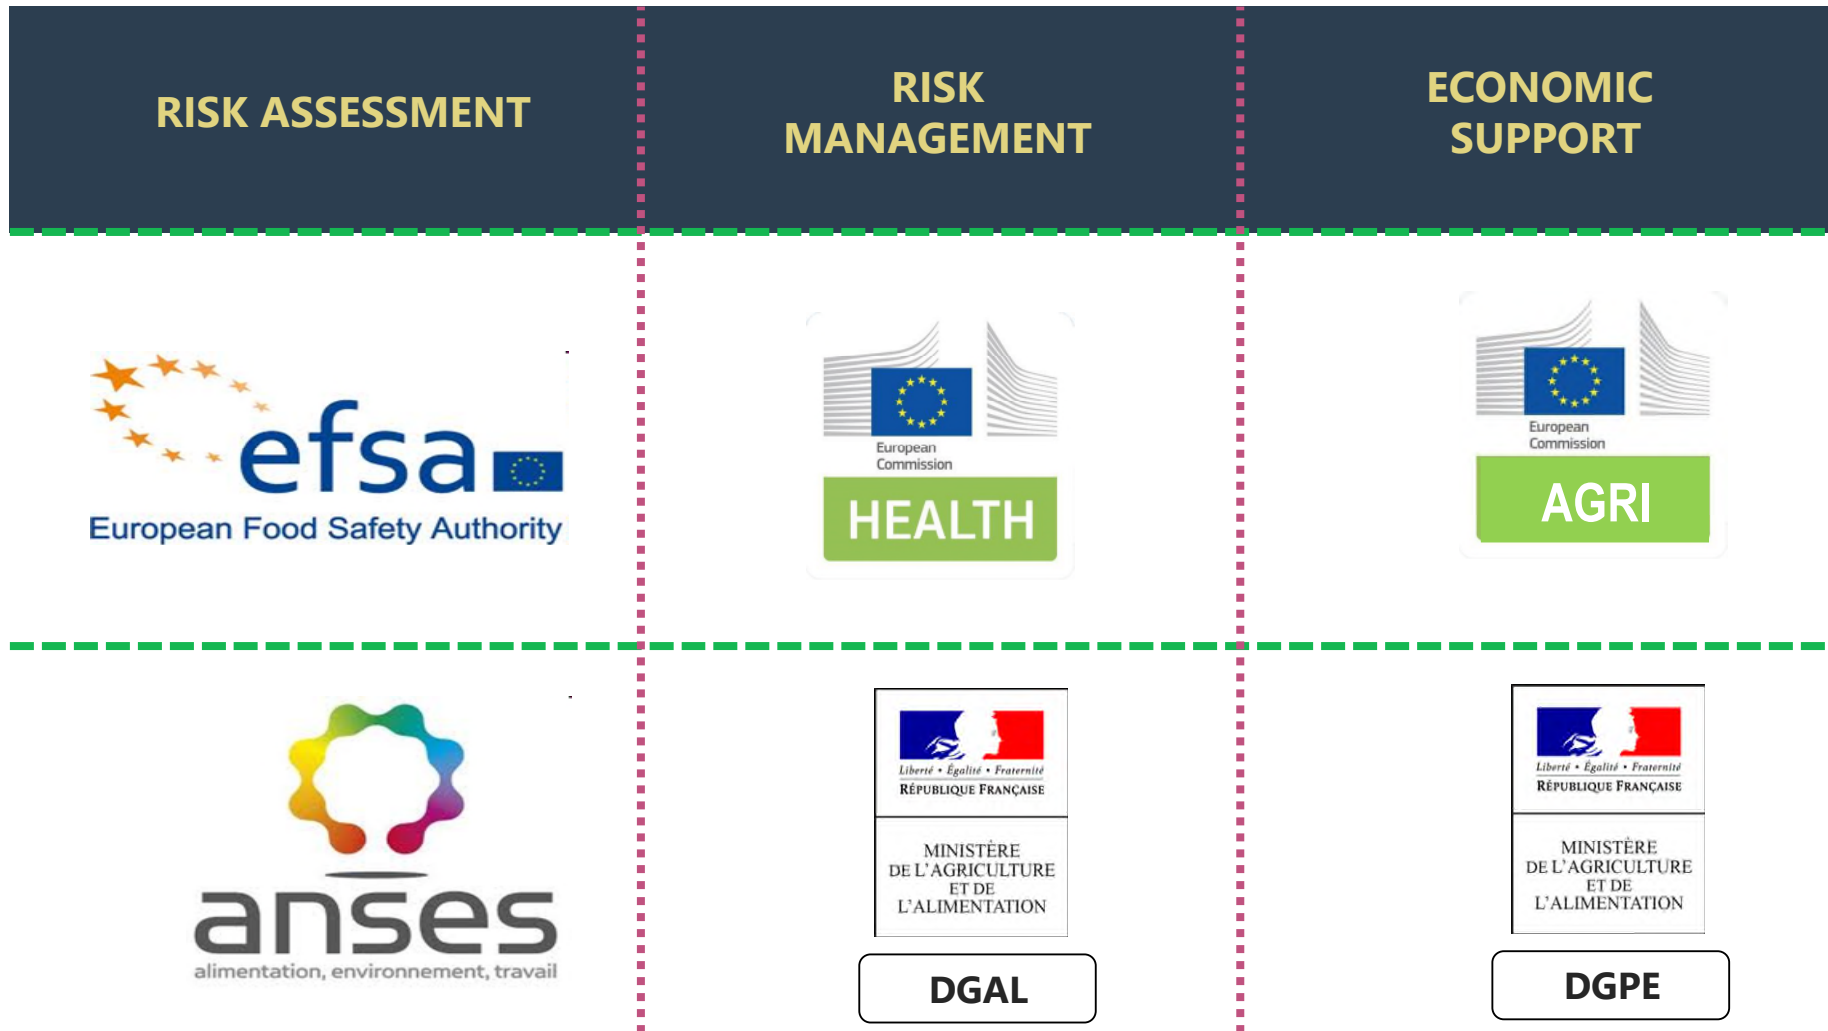 RISK ASSESSMENT
RISK
MANAGEMENT
ECONOMIC
SUPPORT
efsa
European Food Safety Authority
European
Commission
HEALTH
European
Commission
AGRI
anses
alimentation, environnement, travail
Liberté • Égalité • Fraternité
RÉPUBLIQUE FRANÇAISE
MINISTÈRE
DE L'AGRICULTURE
ET DE
L'ALIMENTATION
DGAL
Liberté • Égalité • Fraternité
RÉPUBLIQUE FRANÇAISE
MINISTÈRE
DE L'AGRICULTURE
ET DE
L'ALIMENTATION
DGPE